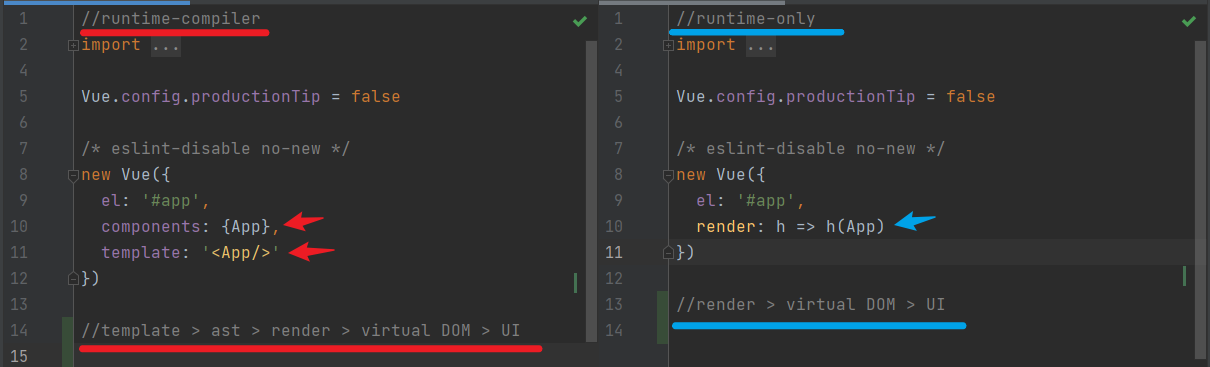 1 //runtime-compiler
2 import ...
4
5 Vue.config.productionTip = false
6
7 /* eslint-disable no-new */
8 new Vue({
9 el: '#app',
10 components: {App},
11 template: '<App/>'
12 })
13
14 //template > ast > render > virtual DOM > UI
15
1 //runtime-only
2 import ...
4
5 Vue.config.productionTip = false
6
7 /* eslint-disable no-new */
8 new Vue({
9 el: '#app',
10 render: h => h(App)
11 })
12
13 //render > virtual DOM > UI
14